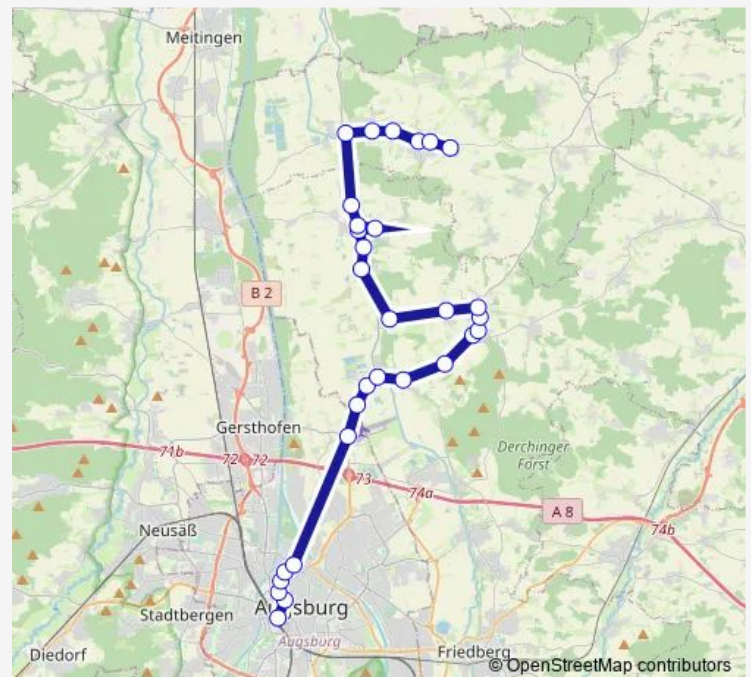 Meitingen
B 2
Gersthofen
71b
72
72
73
74a
Derchinger
Forst
A 8
74b
Neusäß
Augsburg
Stadtbergen
Augsburg
Friedberg
Diedorf
© OpenStreetMap contributors